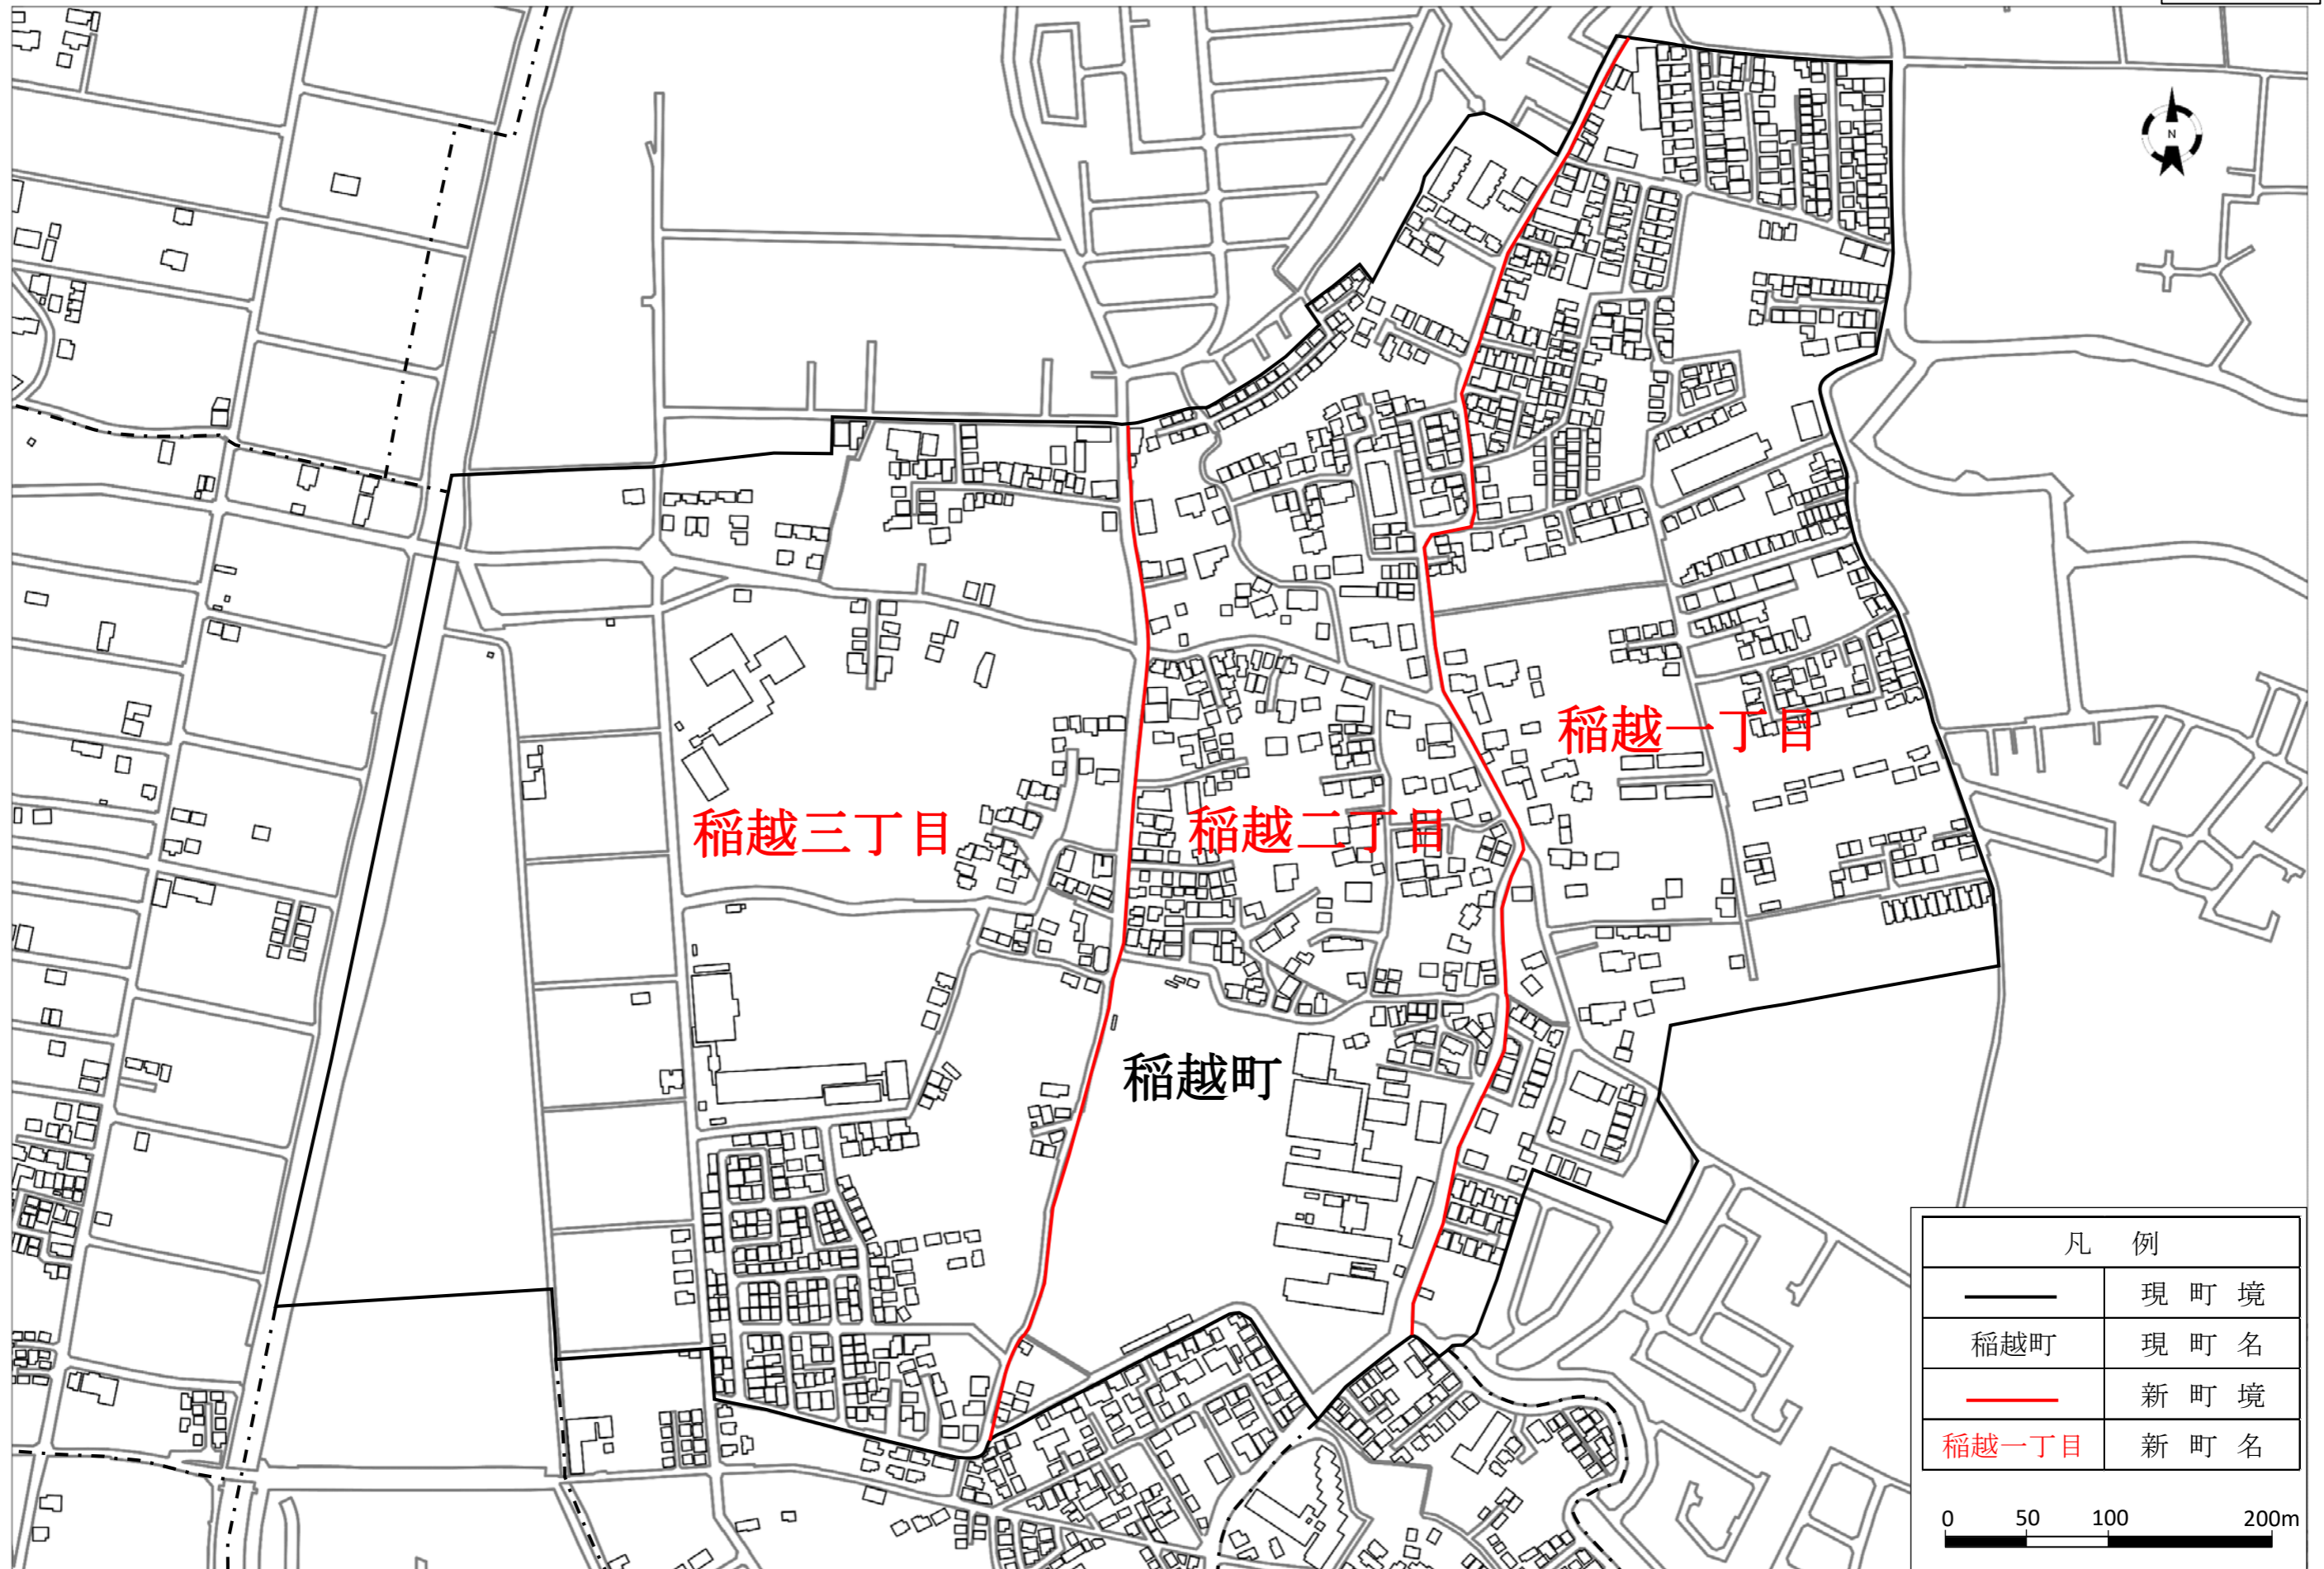 N
稲越一丁目
稲越三丁目
稲越二丁目
稲越町
凡 例
現 町 境
稲越町 現 町 名
新 町 境
稲越一丁目 新 町 名
0 50 100 200m